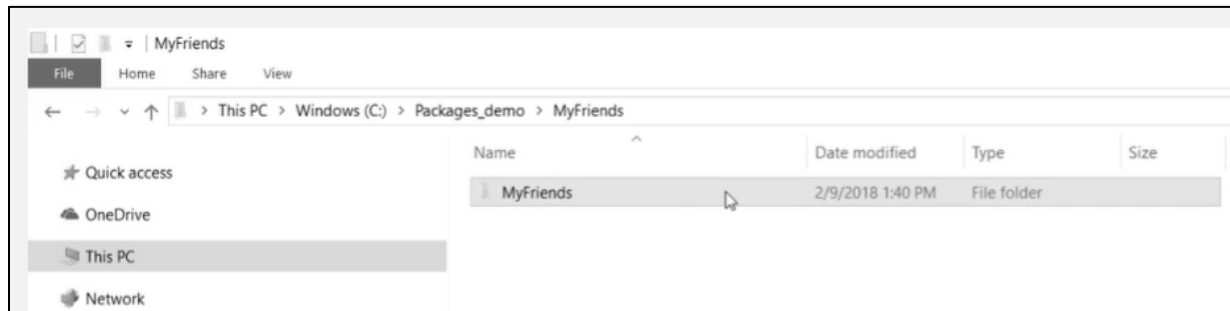 MyFriends
File Home Share View
This PC > Windows (C:) > Packages_demo > MyFriends
Name Date modified Type Size
Quick access
MyFriends 2/9/2018 1:40 PM File folder
OneDrive
This PC
Network